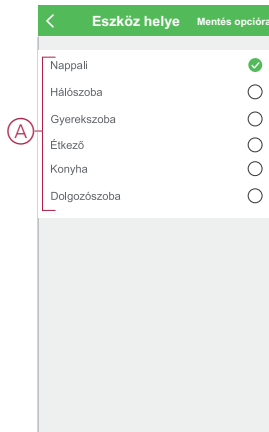 Eszköz helye Mentés opcióra
Nappali
Hálószoba
Gyerekszoba
A
Étkező
Konyha
Dolgozószoba